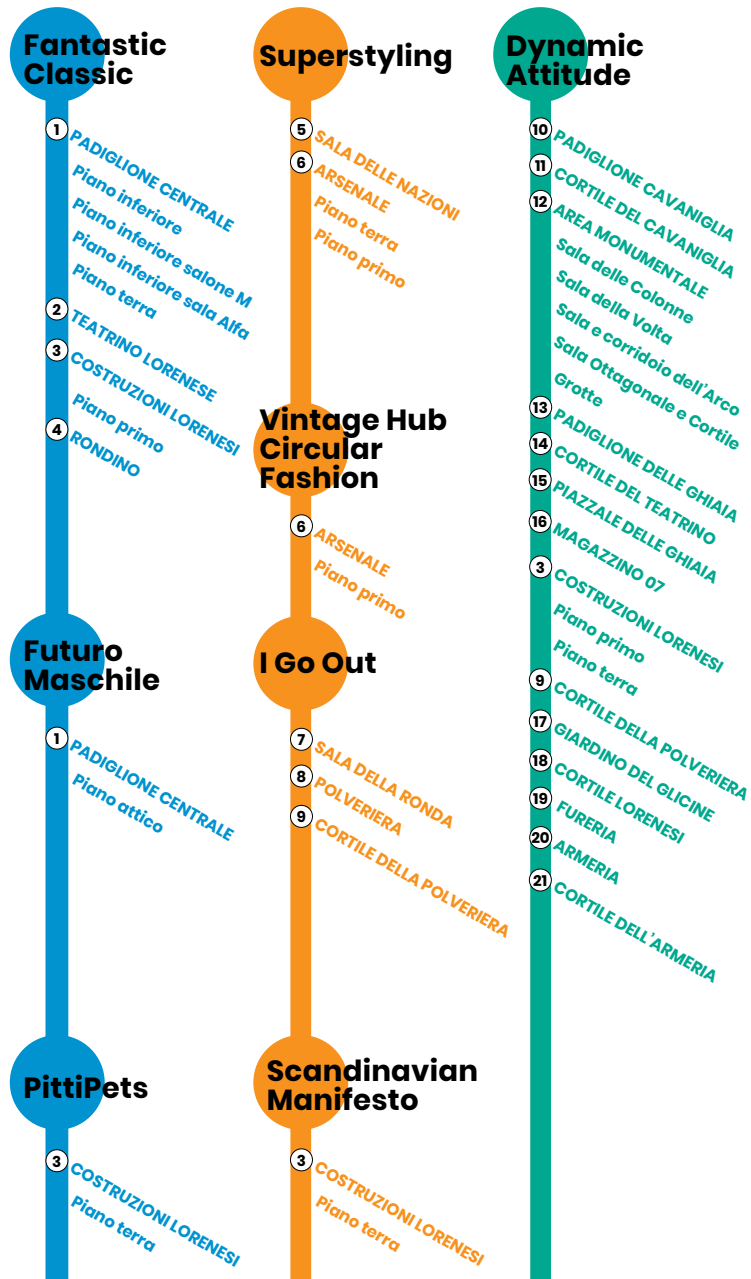 Fantastic
Classic
1
PADIGLIONE CENTRALE
Piano inferiore
Piano inferiore salone M
Piano inferiore sala Alfa
Piano terra
2
TEATRINO LORENESE
3
COSTRUZIONI LORENESI
Piano primo
4
RONDINO
Futuro
Maschile
1
PADIGLIONE CENTRALE
Piano attico
PittiPets
3
COSTRUZIONI LORENESI
Piano terra
Superstyling
5
SALA DELLE NAZIONI
6
ARSENALE
Piano terra
Piano primo
Vintage Hub
Circular
Fashion
6
ARSENALE
Piano primo
I Go Out
7
SALA DELLA RONDA
8
POLVERIERA
9
CORTILE DELLA POLVERIERA
Scandinavian
Manifesto
3
COSTRUZIONI LORENESI
Piano terra
Dynamic
Attitude
10
PADIGLIONE CAVANIGLIA
11
CORTILE DEL CAVANIGLIA
12
AREA MONUMENTALE
Sala delle Colonne
Sala della Volta
Sala e corridoio dell'Arco
Sala Ottagonale e Cortile
Grotte
13
PADIGLIONE DELLE GHIAIA
14
CORTILE DEL TEATRINO
15
PIAZZALE DELLE GHIAIA
16
MAGAZZINO 07
3
COSTRUZIONI LORENESI
Piano primo
Piano terra
9
CORTILE DELLA POLVERIERA
17
GIARDINO DEL GLICINE
18
CORTILE LORENESI
19
FURERIA
20
ARMERIA
21
CORTILE DELL'ARMERIA